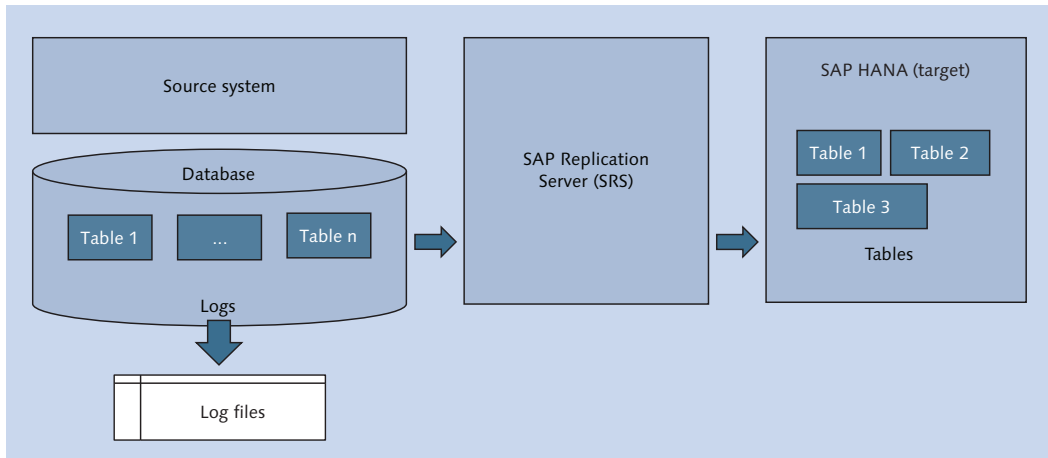 Source system
Database
Table 1
...
Table n
Logs
Log files
SAP Replication
Server (SRS)
SAP HANA (target)
Table 1
Table 2
Table 3
Tables